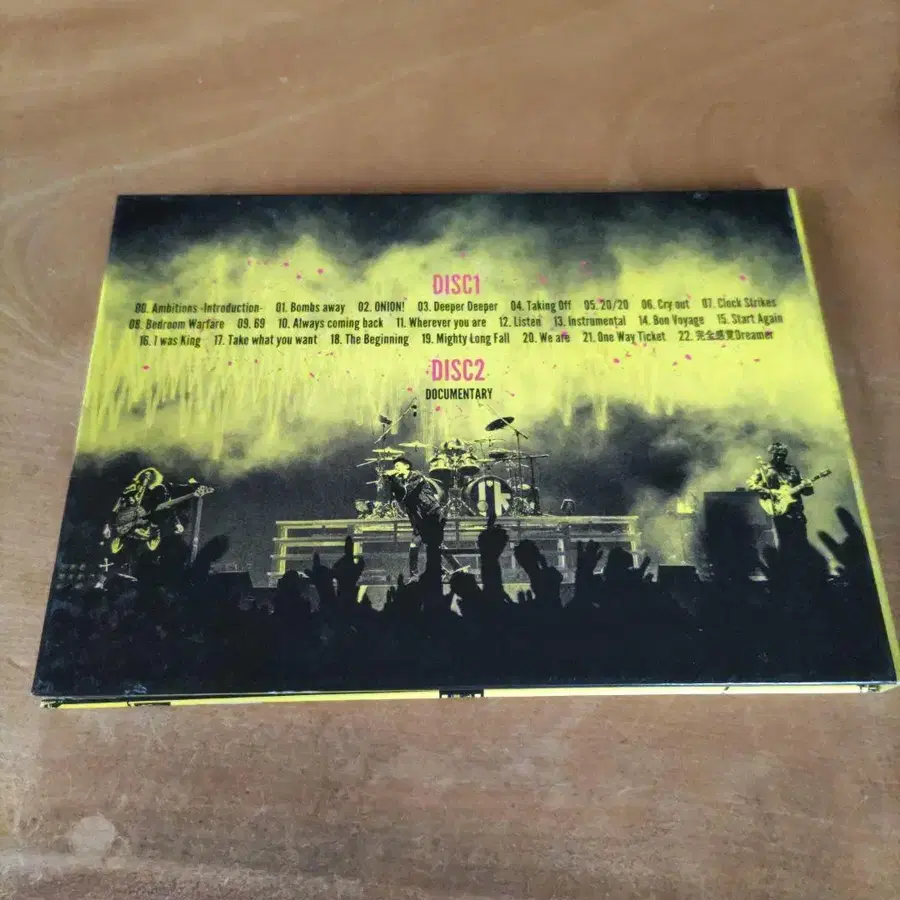 DISC1
00. Ambitions -Introduction- 01. Bombs away 02. ONION! 03. Deeper Deeper 04. Taking Off 05. 20/20 06. Cry out 07. Clock Strikes
08. Bedroom Warfare 09. 69 10. Always coming back 11. Wherever you are 12. Listen 13. Instrumental 14. Bon Voyage 15. Start Again
16. I was King 17. Take what you want 18. The Beginning 19. Mighty Long Fall 20. We are 21. One Way Ticket 22. 完全感覚Dreamer
DISC2
DOCUMENTARY